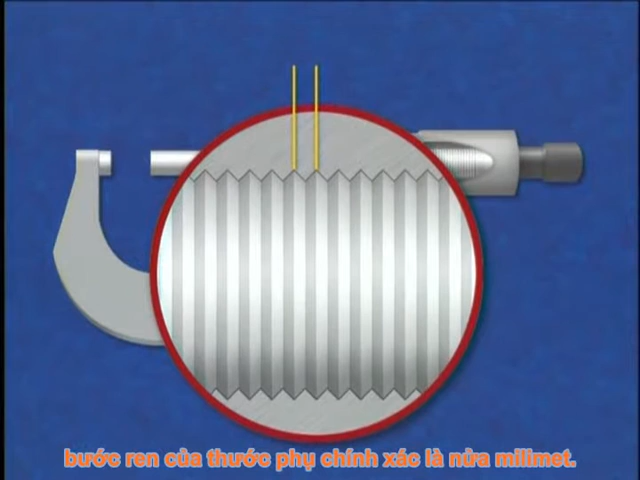 bước ren của thước phụ chính xác là nửa milimet.